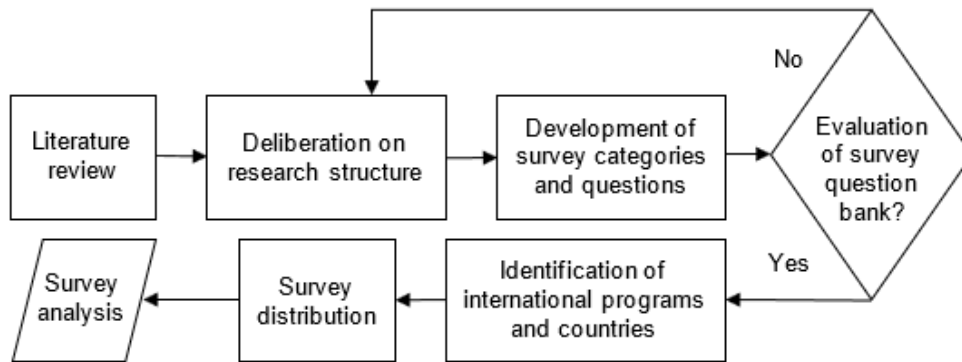 No
Literature
review
Deliberation on
research structure
Development of
survey categories
and questions
Evaluation
of survey
question
bank?
Yes
Identification of
international programs
and countries
Survey
distribution
Survey
analysis